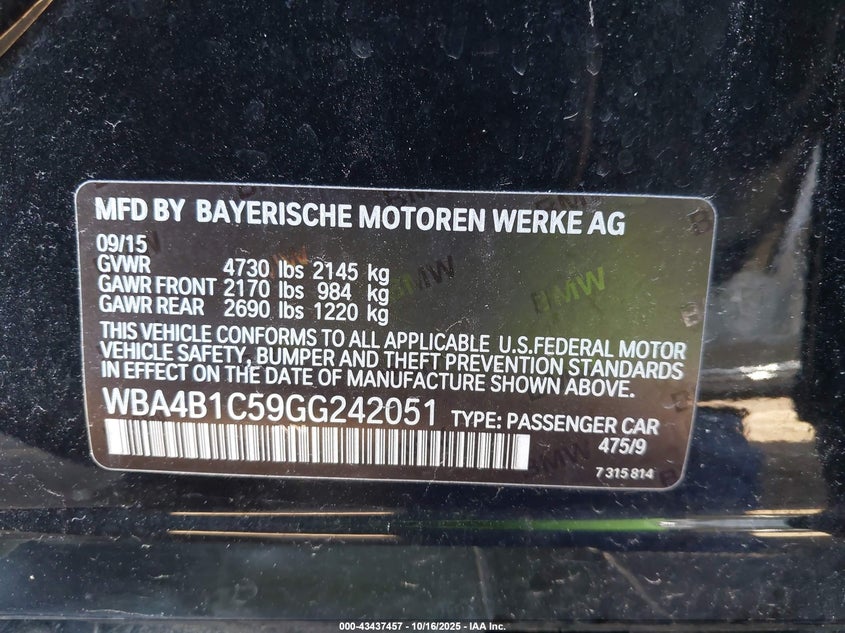 MFD BY BAYERISCHE MOTOREN WERKE AG
09/15
GVWR 4730 lbs 2145 kg
GAWR FRONT 2170 lbs 984 kg
GAWR REAR 2690 lbs 1220 kg
THIS VEHICLE CONFORMS TO ALL APPLICABLE U.S.FEDERAL MOTOR
VEHICLE SAFETY, BUMPER AND THEFT PREVENTION STANDARDS
IN EFFECT ON THE DATE OF MANUFACTURE SHOWN ABOVE.
WBA4B1C59GG242051 TYPE: PASSENGER CAR
475/9
7 315 814
BMW
BMW
BMW
000-43437457 - 10/16/2025 - IAA Inc.